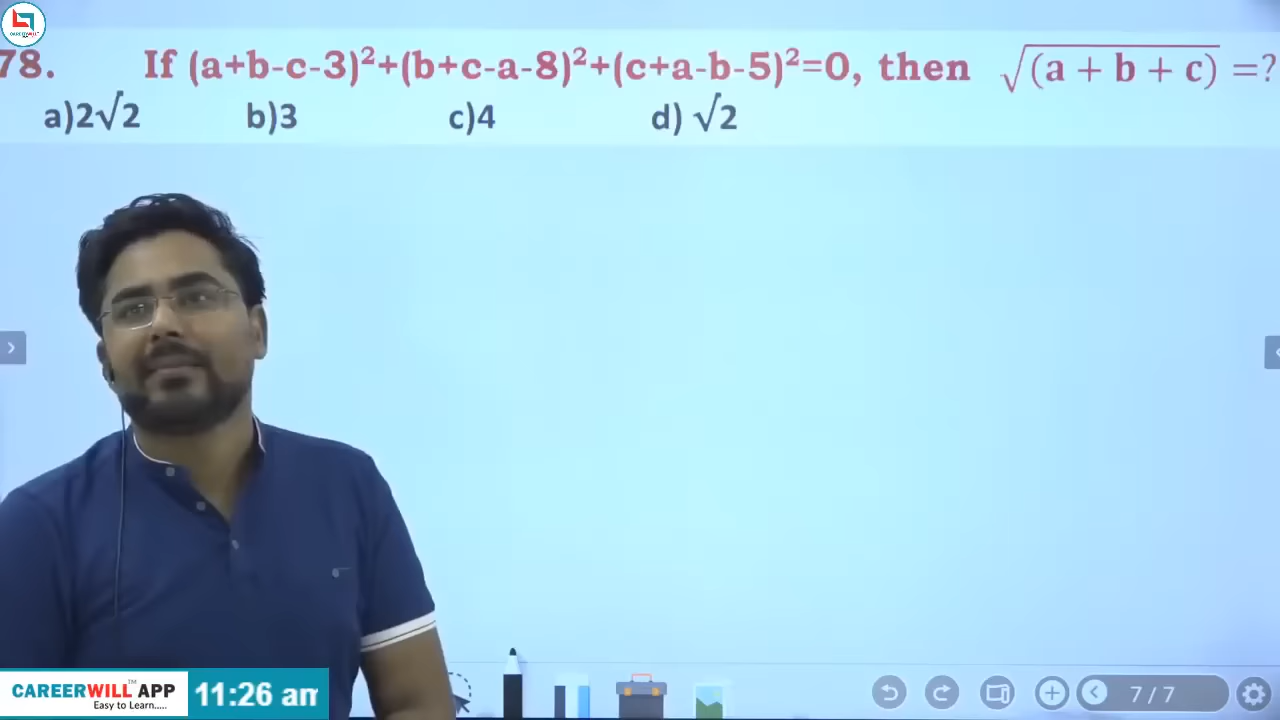 CAREERWILL
78. If (a+b-c-3)²+(b+c-a-8)²+(c+a-b-5)²=0, then √(a + b + c) =?
a)2√2 b)3 c)4 d) √2
CAREERWILL™ APP
Easy to Learn.....
11:26 am
7 / 7